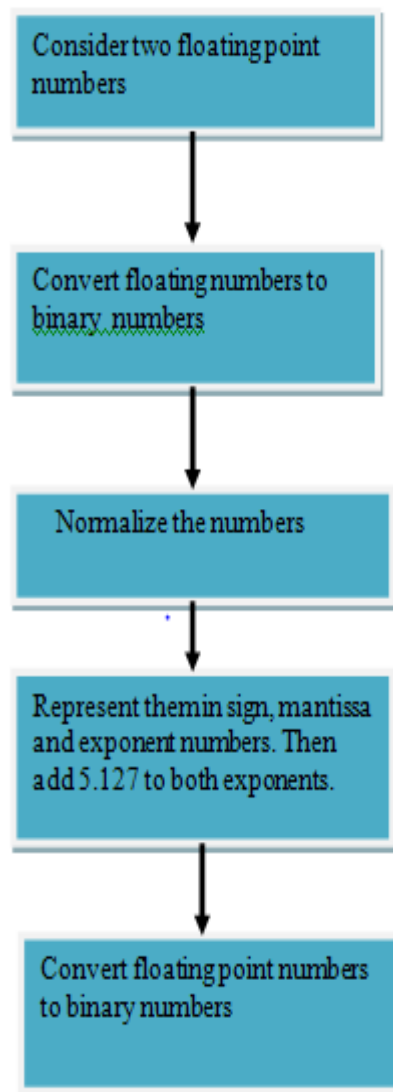 Consider two floating point
numbers
Convert floating numbers to
binary numbers
Normalize the numbers
Represent themin sign, mantissa
and exponent numbers. Then
add 5.127 to both exponents.
Convert floating point numbers
to binary numbers